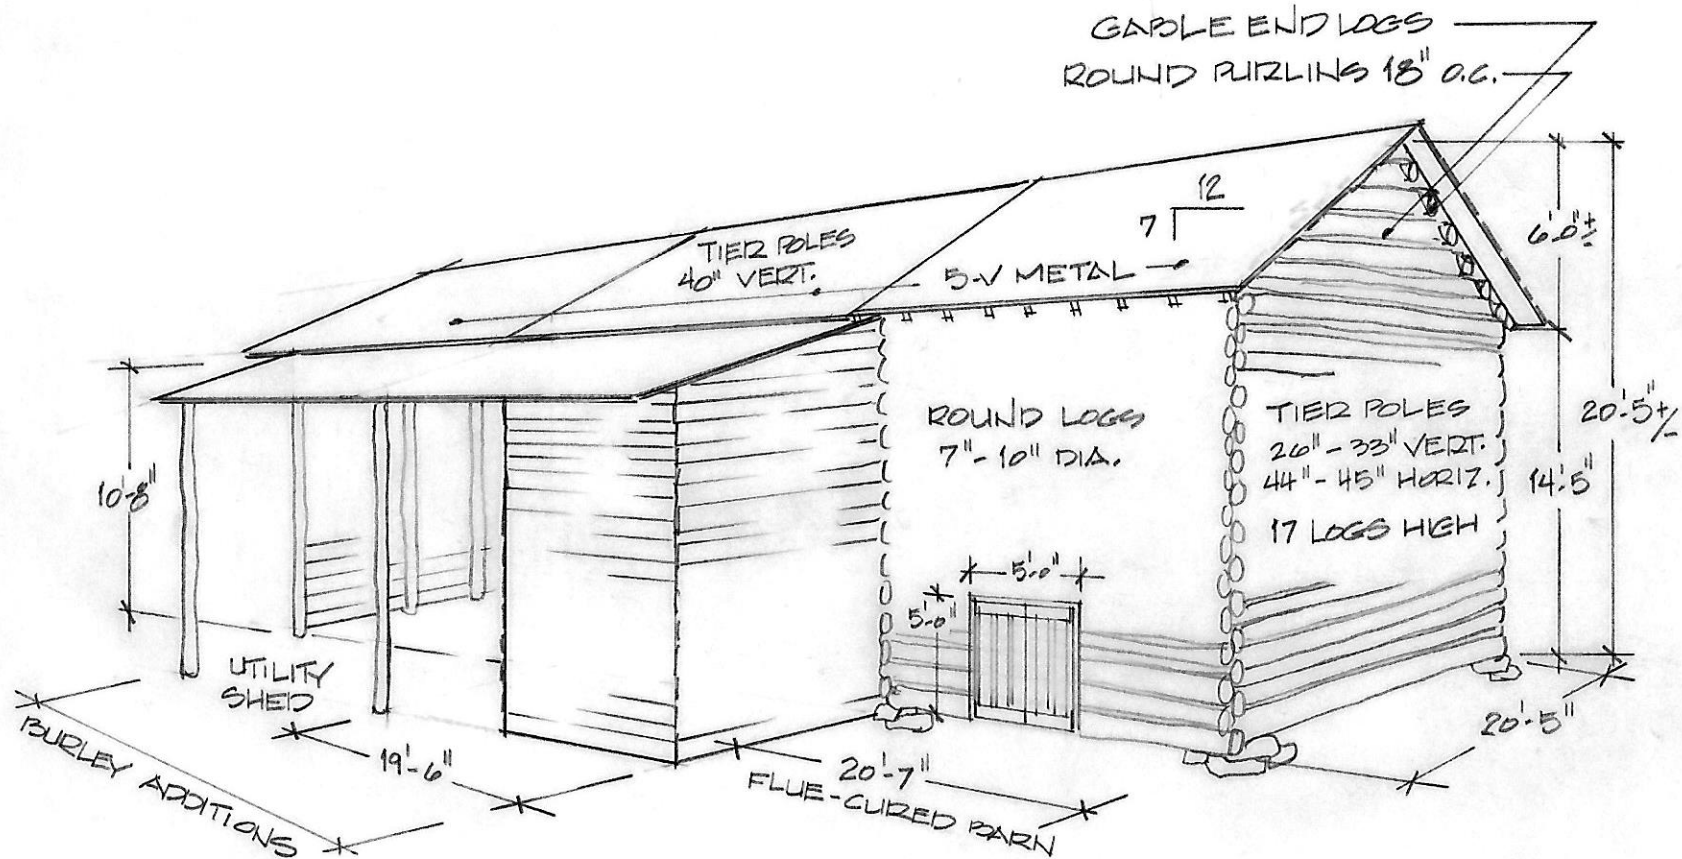 GABLE END LOGS
ROUND PURLINS 18" O.C.
12
7
TIER POLES
40" VERT.
5-V METAL
6'-0"±
20'-5"+/-
14'-5"
10'-8"
ROUND LOGS
7"-10" DIA.
TIER POLES
26"-33" VERT.
44"-45" HORIZ.
17 LOGS HIGH
5'-0"
5'-0"
UTILITY
SHED
BURLEY ADDITIONS
19'-6"
20'-7"
FLUE-CURED BARN
20'-5"